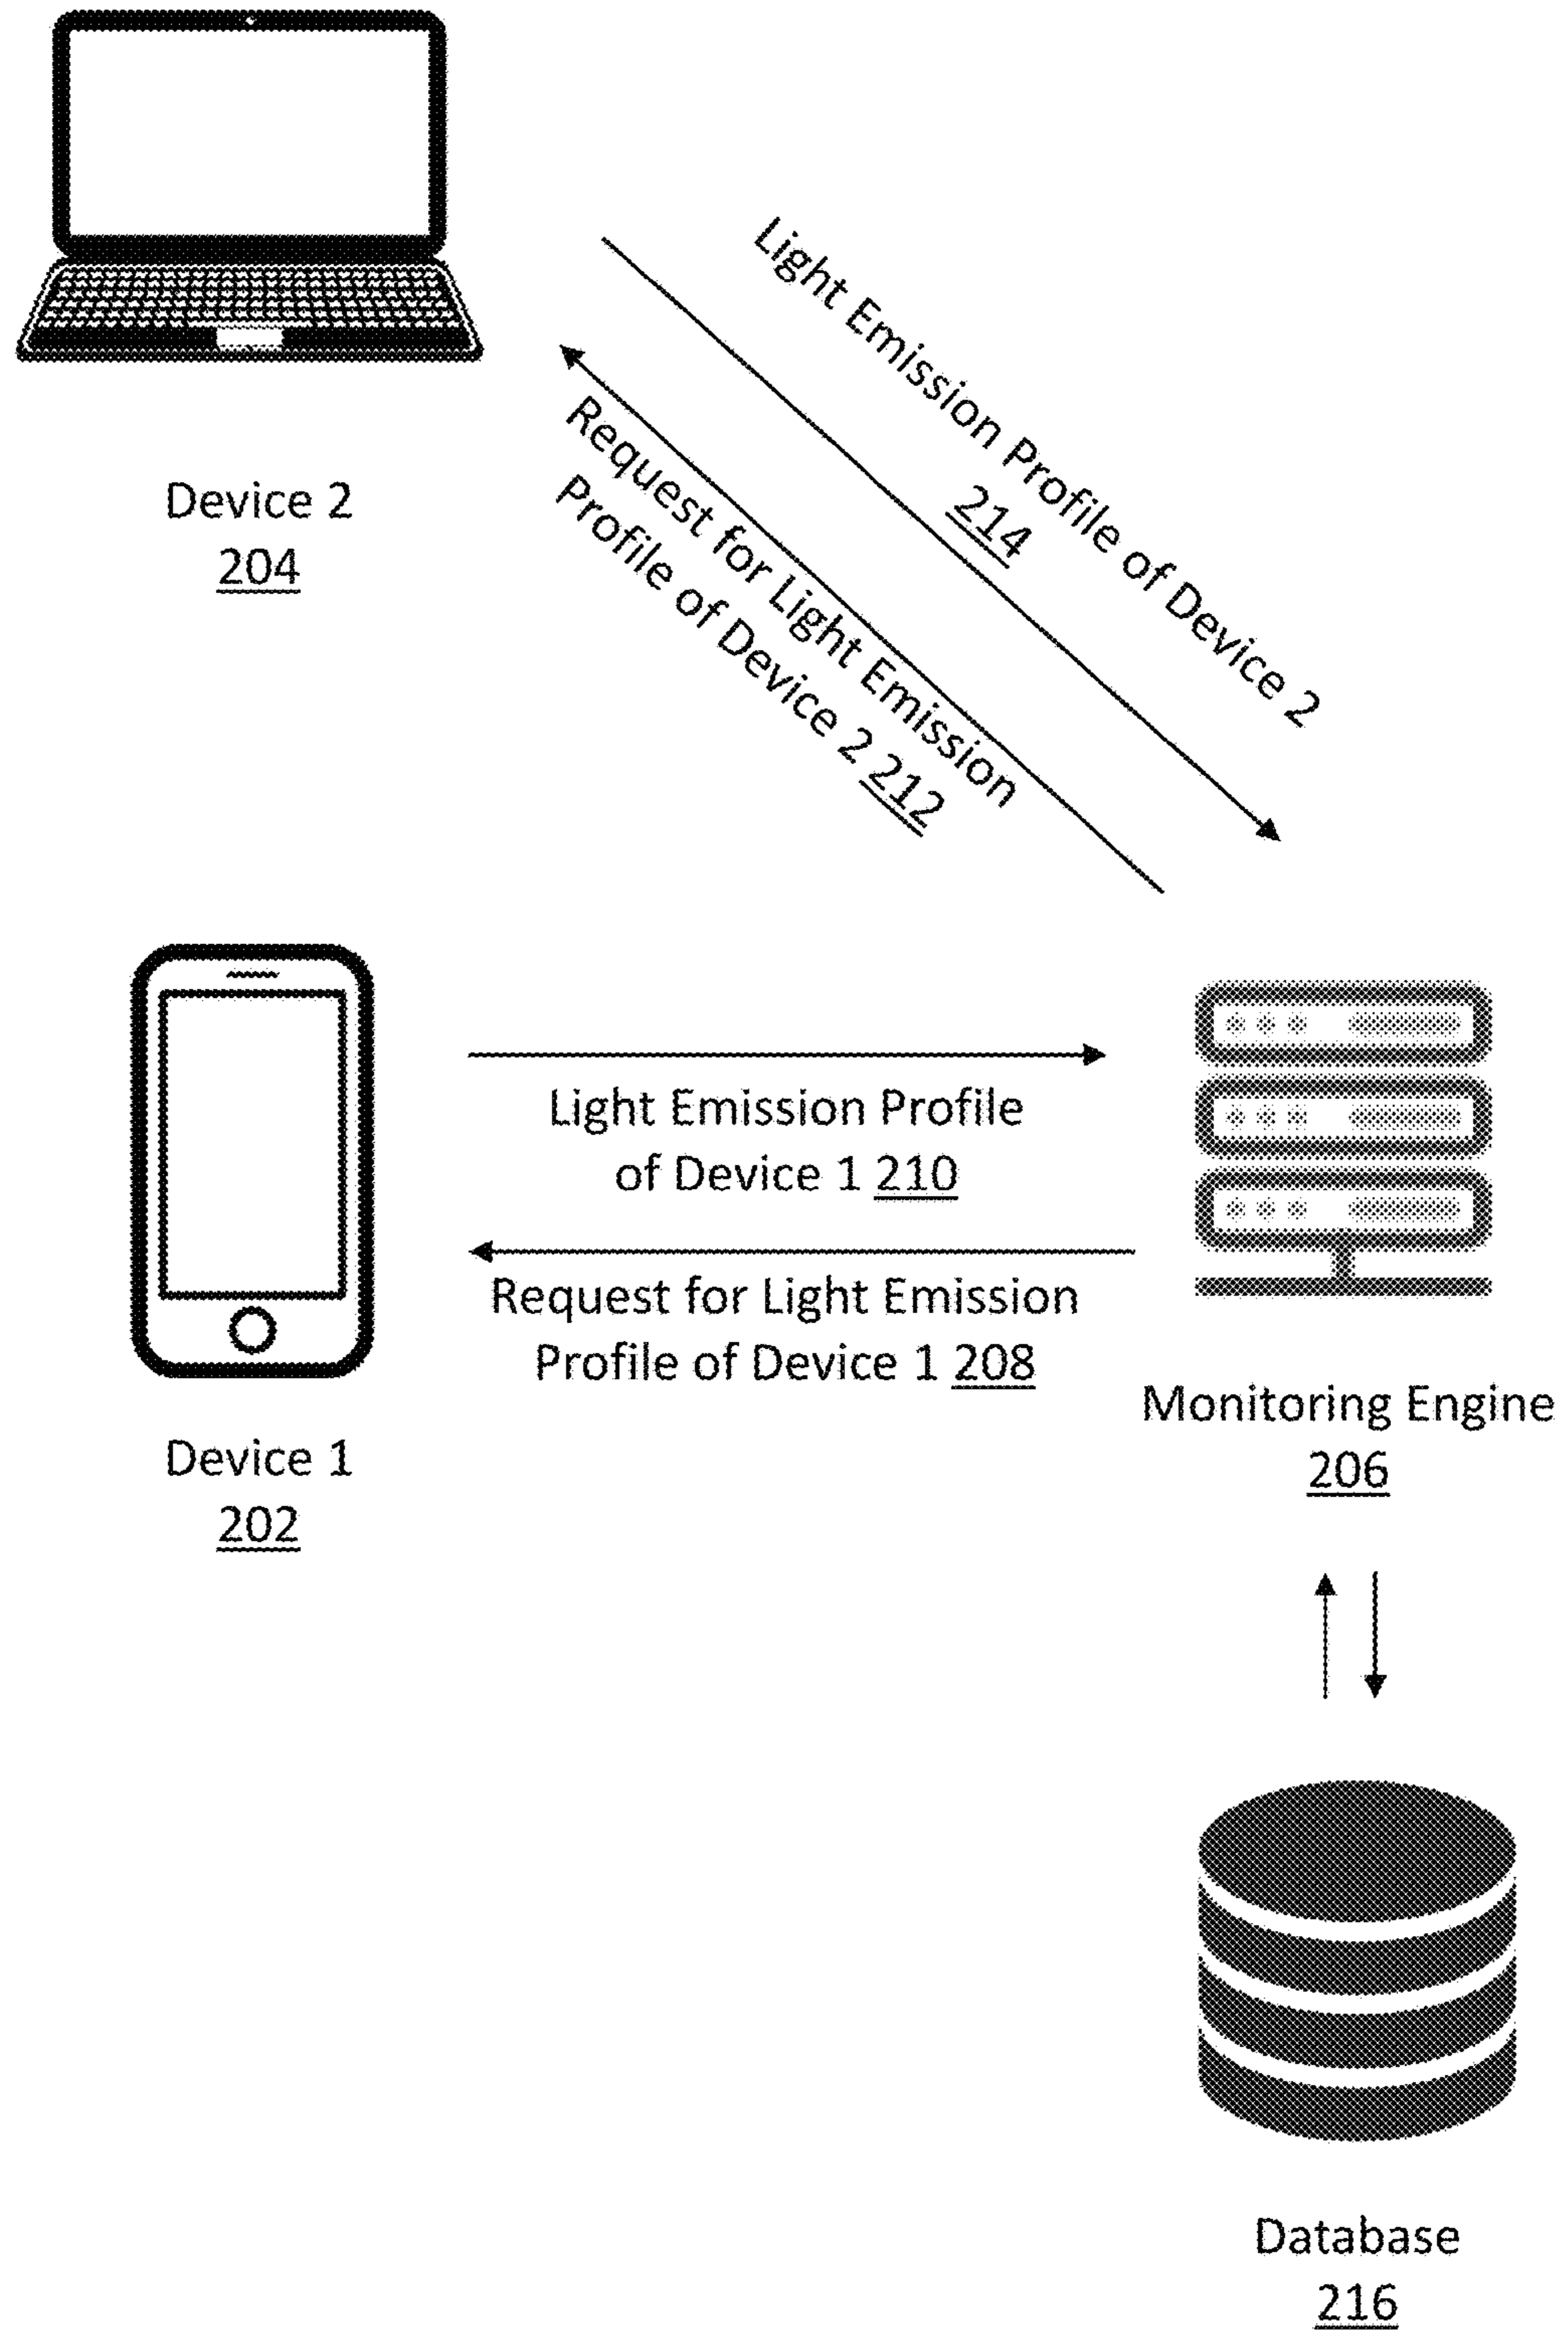 Light Emission Profile of Device 2
214
Request for Light Emission
Profile of Device 2 212
Device 2
204
Light Emission Profile
of Device 1 210
Request for Light Emission
Profile of Device 1 208
Device 1
202
Monitoring Engine
206
Database
216